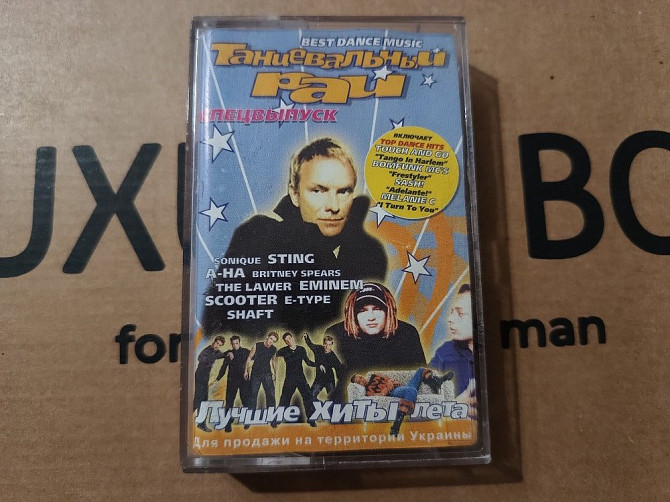 BEST DANCE MUSIC
Танцевальный
Рай
СПЕЦВЫПУСК
ВКЛЮЧАЕТ
TOP DANCE HITS
TOUCH AND GO
"Tango in Harlem"
BOMFUNK MC'S
"Frestyler"
SASH!
"Adelante!"
MELANIE C
"I Turn To You"
SONIQUE STING
A-HA BRITNEY SPEARS
THE LAWER EMINEM
SCOOTER E-TYPE
SHAFT
Лучшие ХИТЫ лета
Для продажи на территории Украины
UXU BO
for man